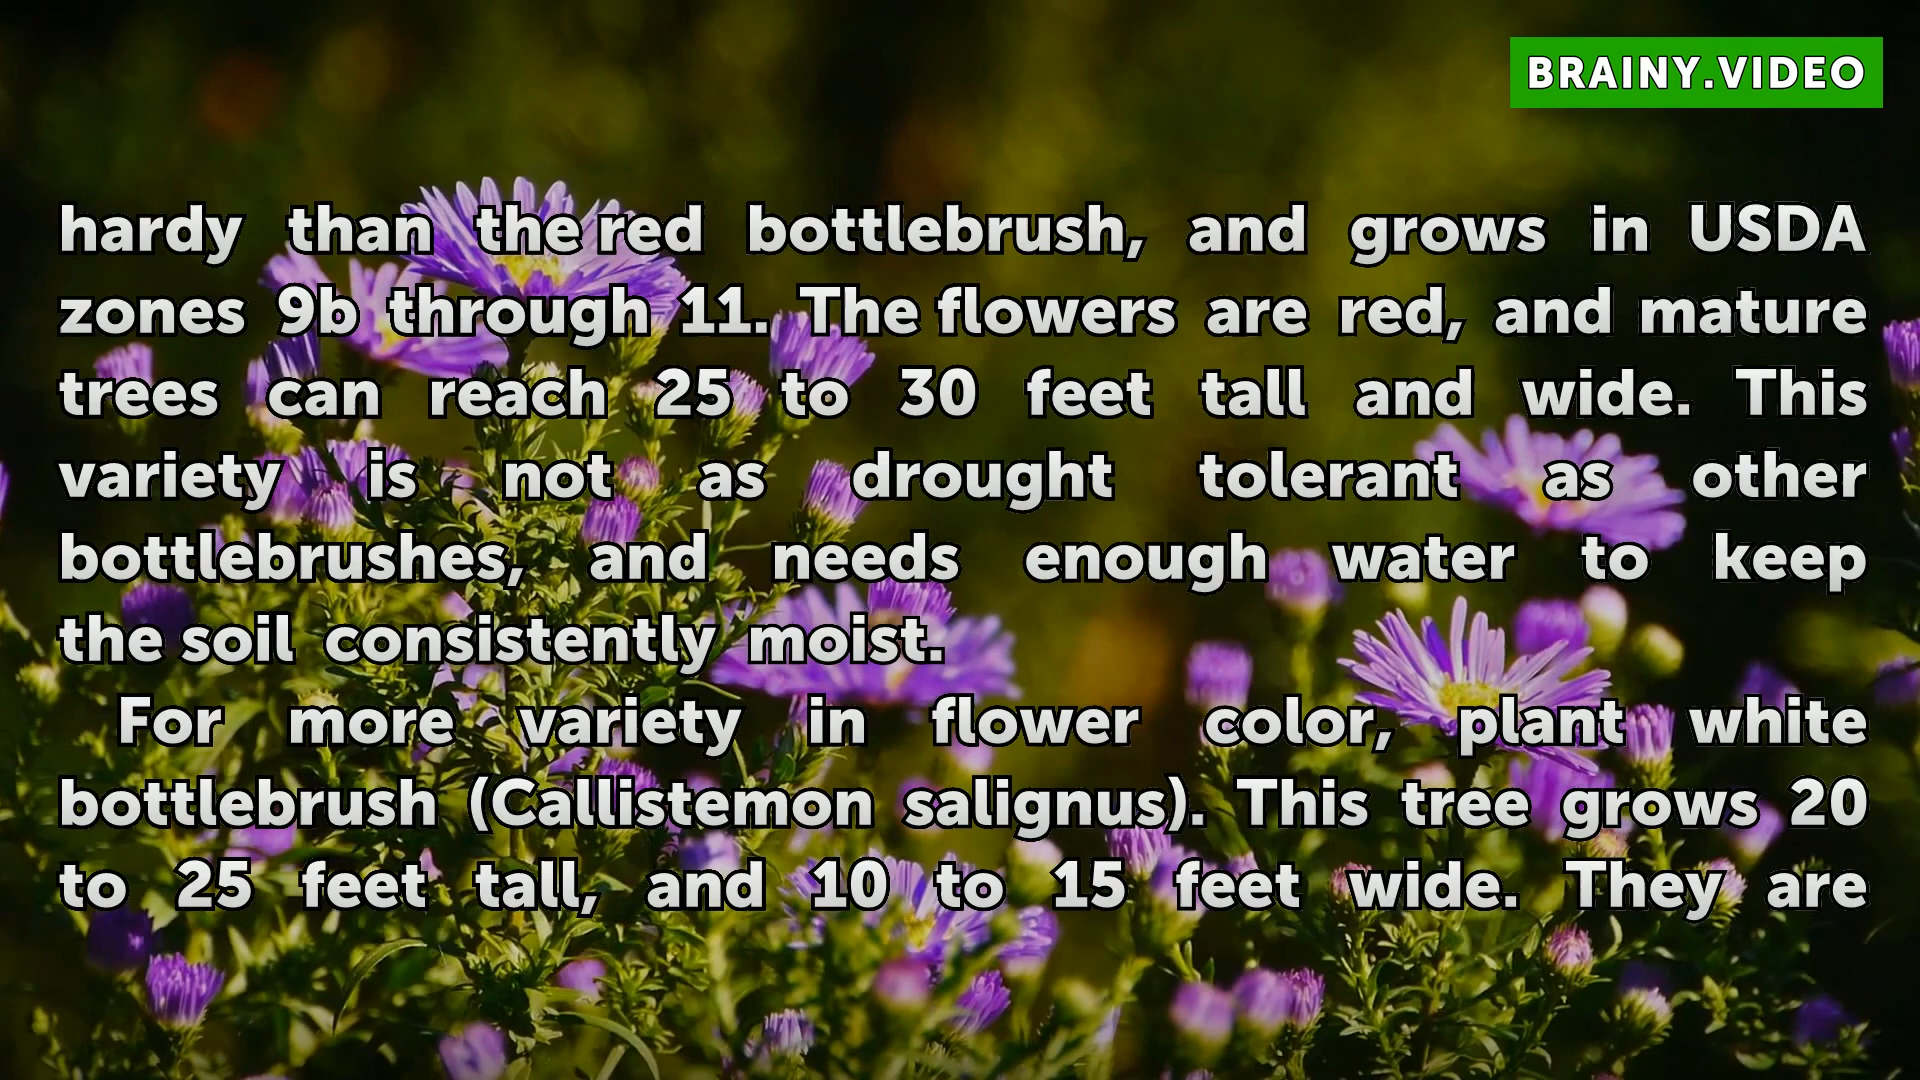 BRAINY.VIDEO
hardy than the red bottlebrush, and grows in USDA
zones 9b through 11. The flowers are red, and mature
trees can reach 25 to 30 feet tall and wide. This
variety is not as drought tolerant as other
bottlebrushes, and needs enough water to keep
the soil consistently moist.
For more variety in flower color, plant white
bottlebrush (Callistemon salignus). This tree grows 20
to 25 feet tall, and 10 to 15 feet wide. They are